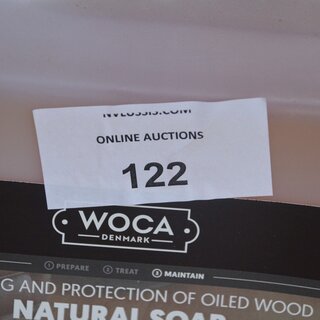 ONLINE AUCTIONS
122
WOCA
DENMARK
1 PREPARE 2 TREAT 3 MAINTAIN
G AND PROTECTION OF OILED WOOD
NATURAL SOAP